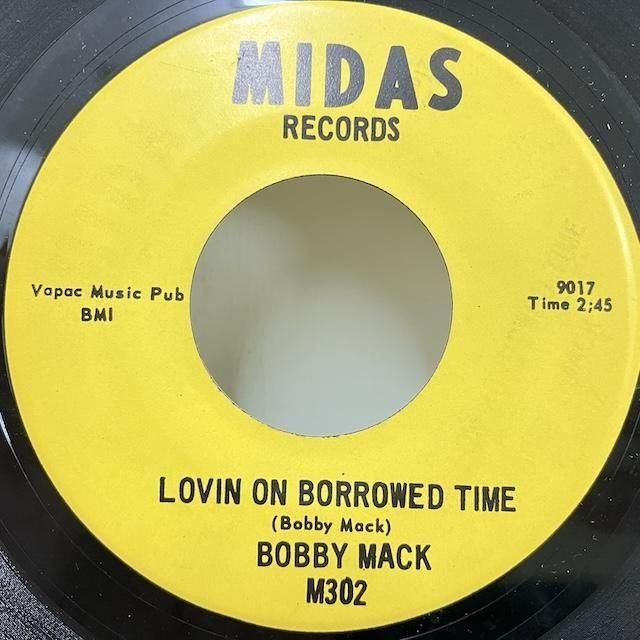 MIDAS
RECORDS
Vapac Music Pub
BMI
9017
Time 2;45
LOVIN ON BORROWED TIME
(Bobby Mack)
BOBBY MACK
M302